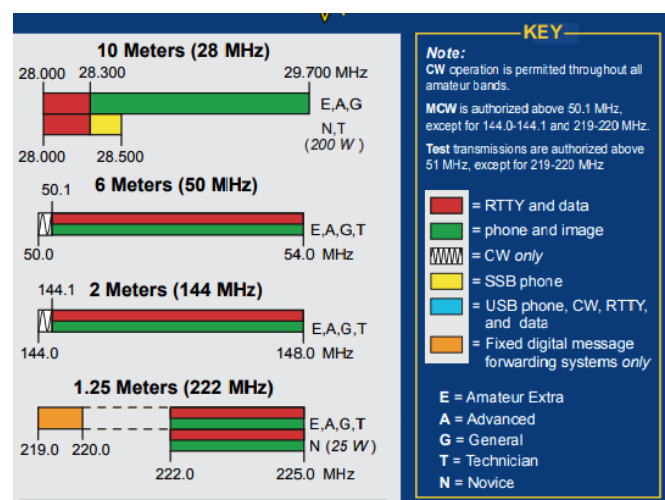 10 Meters (28 MHz)
28.000 28.300 29.700 MHz
E,A,G
N,T
(200 W )
28.000 28.500
6 Meters (50 MHz)
50.1
E,A,G,T
50.0 54.0 MHz
2 Meters (144 MHz)
144.1
E,A,G,T
144.0 148.0 MHz
1.25 Meters (222 MHz)
E,A,G,T
N (25 W )
219.0 220.0
222.0 225.0 MHz
KEY
Note:
CW operation is permitted throughout all
amateur bands.
MCW is authorized above 50.1 MHz,
except for 144.0-144.1 and 219-220 MHz.
Test transmissions are authorized above
51 MHz, except for 219-220 MHz
= RTTY and data
= phone and image
= CW only
= SSB phone
= USB phone, CW, RTTY,
and data
= Fixed digital message
forwarding systems only
E = Amateur Extra
A = Advanced
G = General
T = Technician
N = Novice